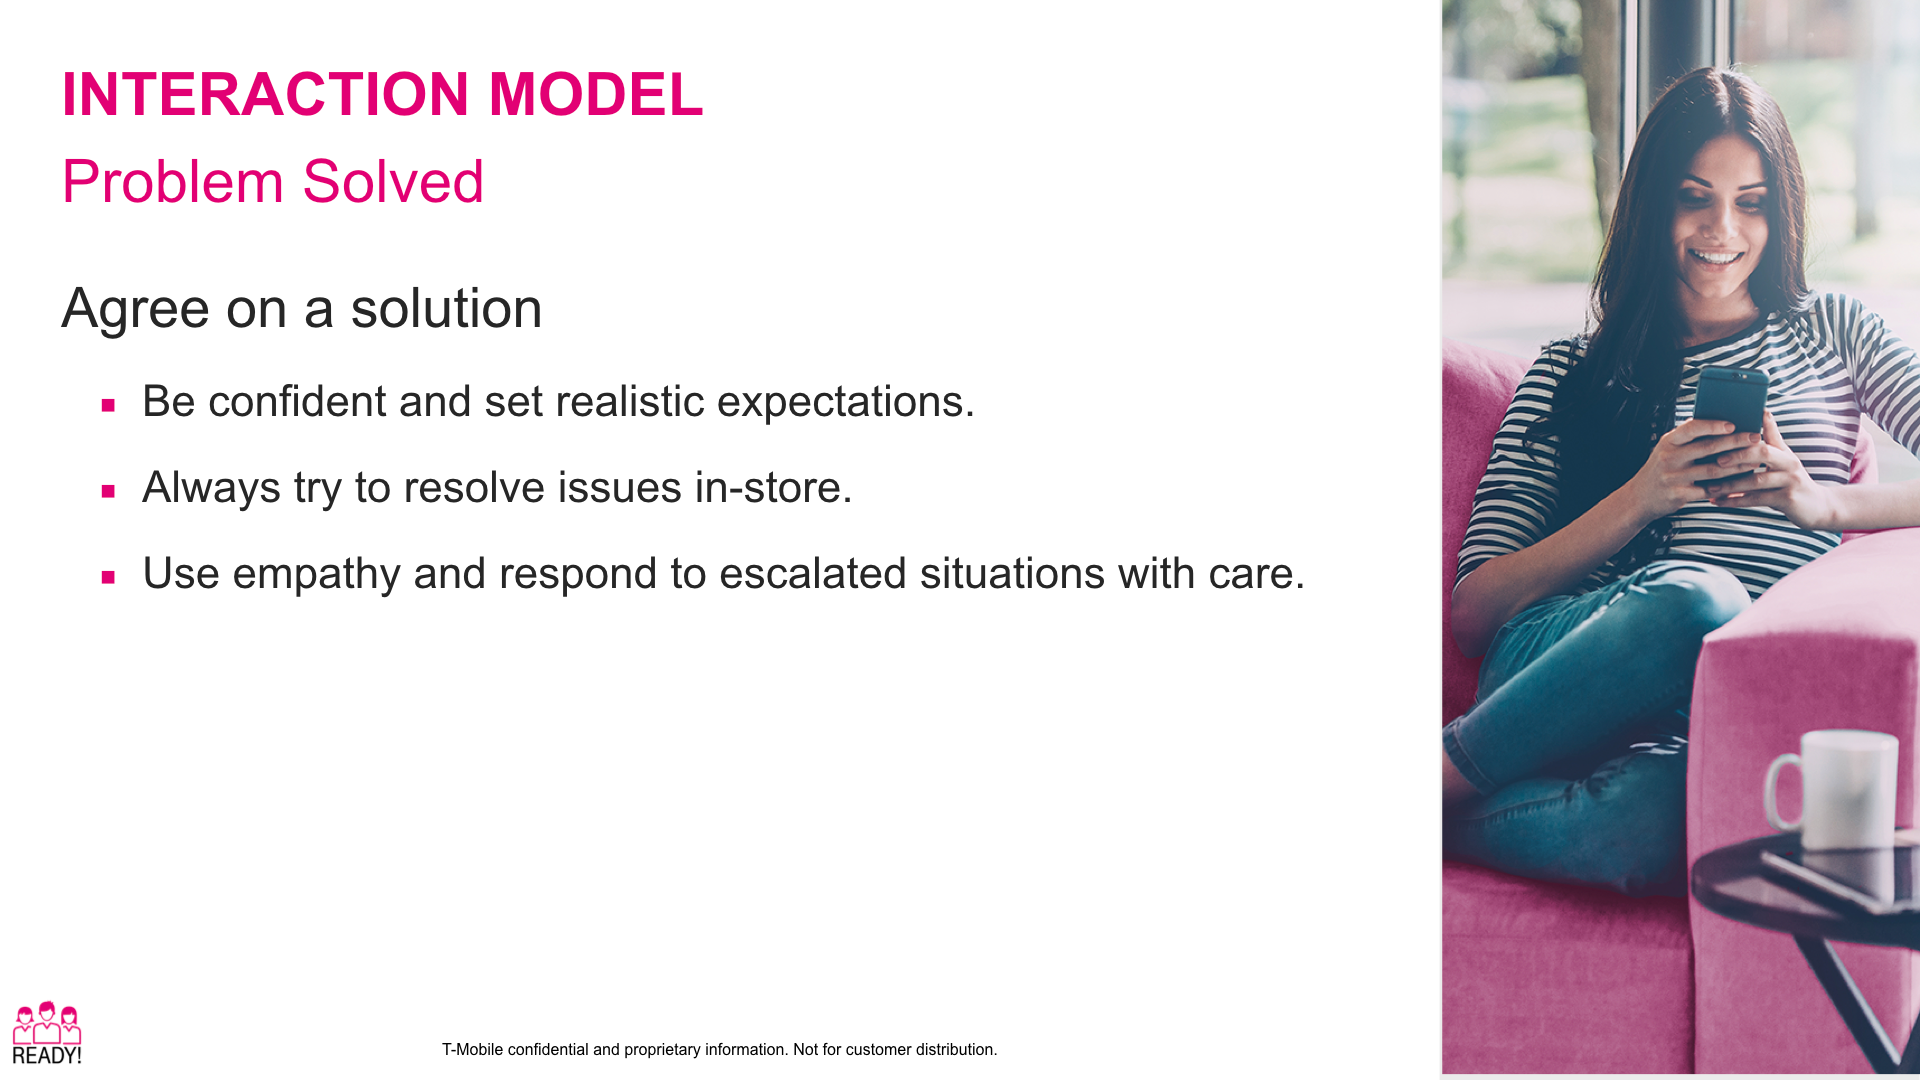 INTERACTION MODEL
Problem Solved
Agree on a solution
▪ Be confident and set realistic expectations.
▪ Always try to resolve issues in-store.
▪ Use empathy and respond to escalated situations with care.
READY!
T-Mobile confidential and proprietary information. Not for customer distribution.